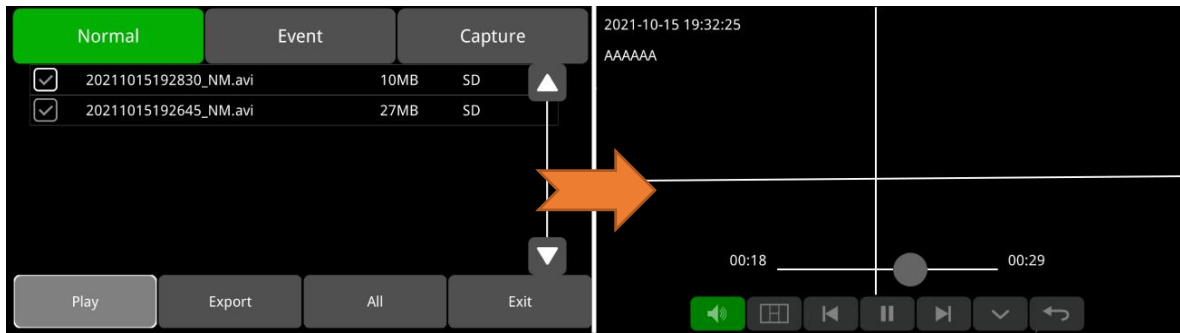 Normal Event Capture
20211015192830_NM.avi 10MB SD
20211015192645_NM.avi 27MB SD
Play Export All Exit
2021-10-15 19:32:25
AAAAAA
00:18 00:29